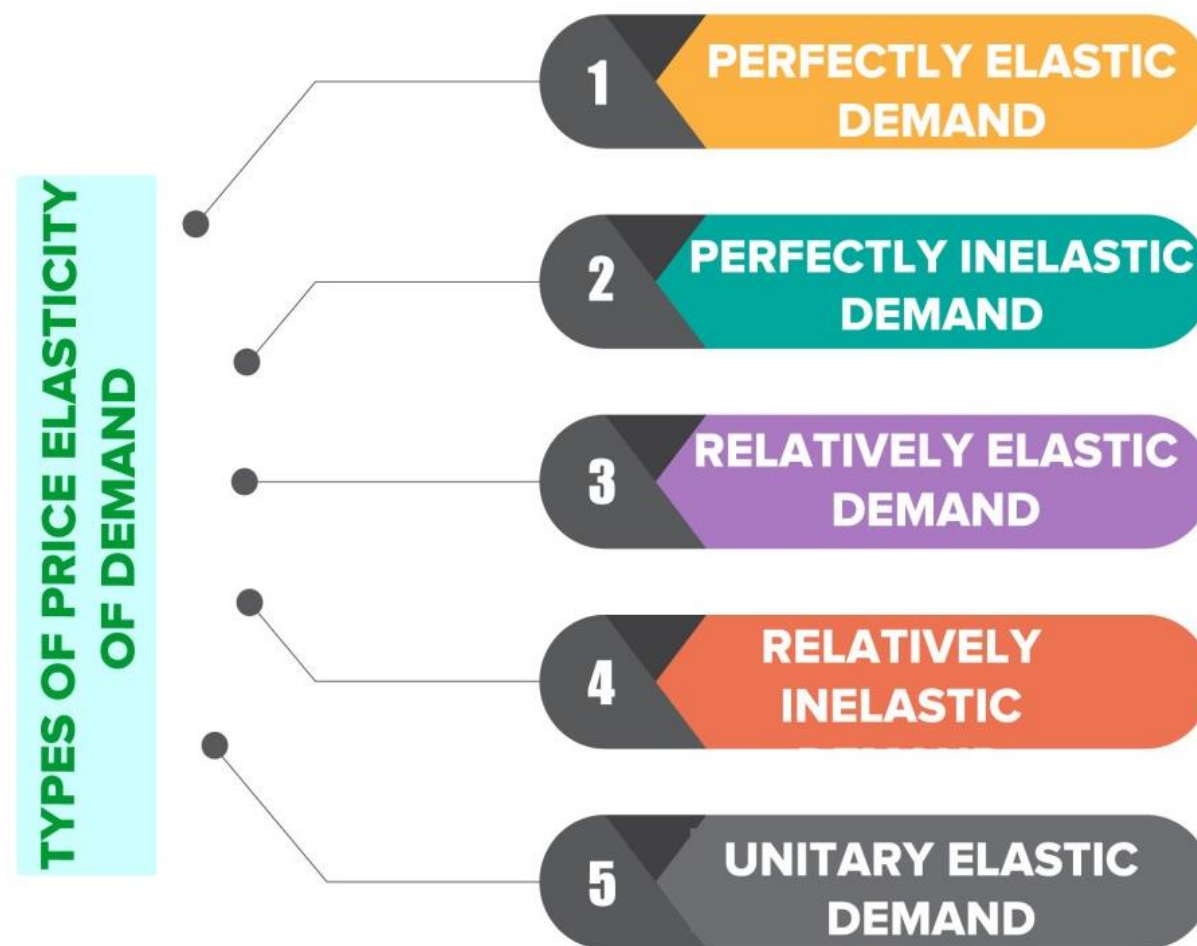 TYPES OF PRICE ELASTICITY
OF DEMAND
1
PERFECTLY ELASTIC
DEMAND
2
PERFECTLY INELASTIC
DEMAND
3
RELATIVELY ELASTIC
DEMAND
4
RELATIVELY
INELASTIC
5
UNITARY ELASTIC
DEMAND